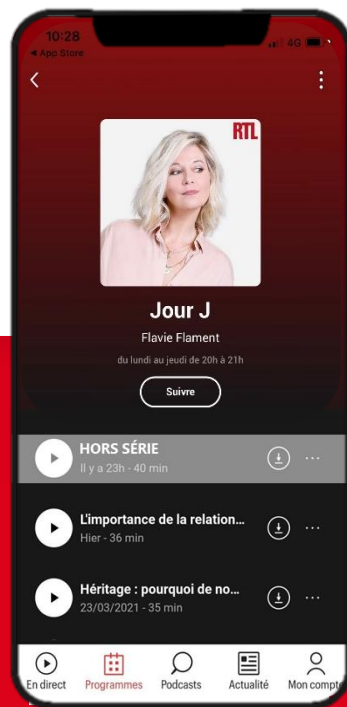 10:28
4G
◀ App Store
RTL
Jour J
Flavie Flament
du lundi au jeudi de 20h à 21h
Suivre
HORS SÉRIE
Il y a 23h - 40 min
L'importance de la relation...
Hier - 36 min
Héritage : pourquoi de no...
23/03/2021 - 35 min
En direct
Programmes
Podcasts
Actualité
Mon compte